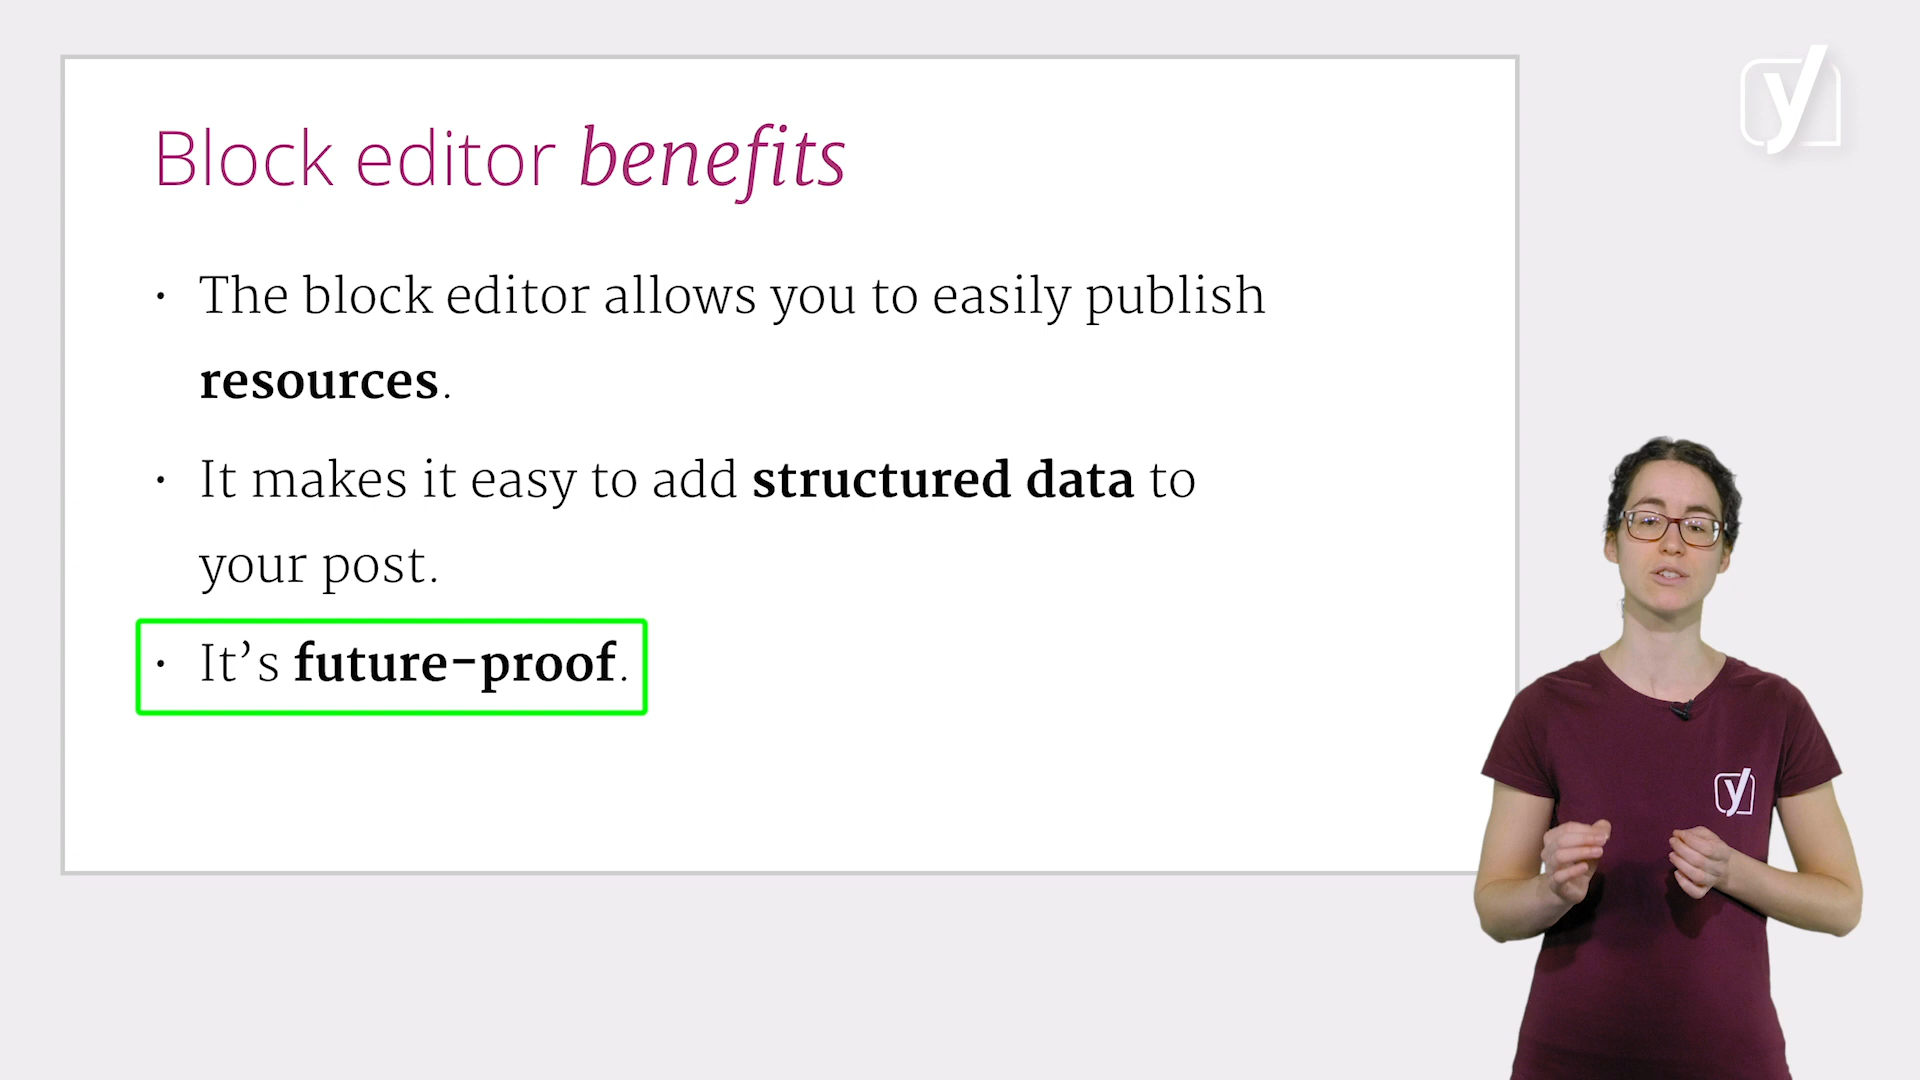 Block editor benefits
• The block editor allows you to easily publish
resources.
• It makes it easy to add structured data to
your post.
• It’s future-proof.
y
y